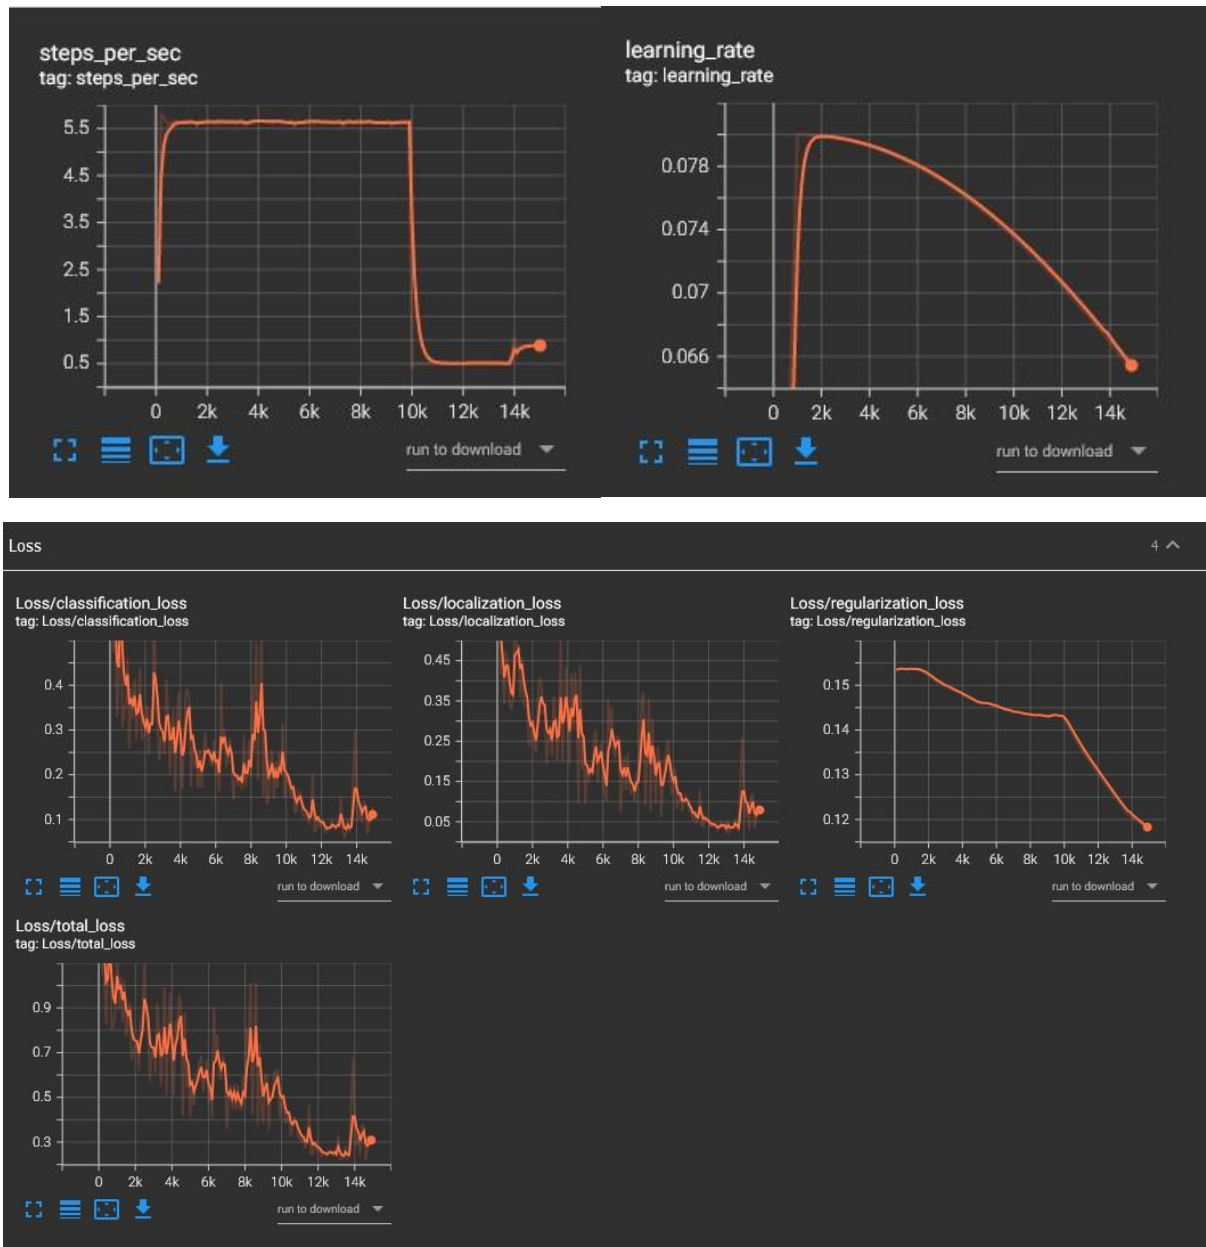 steps_per_sec
tag: steps_per_sec
5.5
4.5
3.5
2.5
1.5
0.5
0 2k 4k 6k 8k 10k 12k 14k
run to download
learning_rate
tag: learning_rate
0.078
0.074
0.07
0.066
0 2k 4k 6k 8k 10k 12k 14k
run to download
Loss
4
Loss/classification_loss
tag: Loss/classification_loss
0.4
0.3
0.2
0.1
0 2k 4k 6k 8k 10k 12k 14k
run to download
Loss/localization_loss
tag: Loss/localization_loss
0.45
0.35
0.25
0.15
0.05
0 2k 4k 6k 8k 10k 12k 14k
run to download
Loss/regularization_loss
tag: Loss/regularization_loss
0.15
0.14
0.13
0.12
0 2k 4k 6k 8k 10k 12k 14k
run to download
Loss/total_loss
tag: Loss/total_loss
0.9
0.7
0.5
0.3
0 2k 4k 6k 8k 10k 12k 14k
run to download